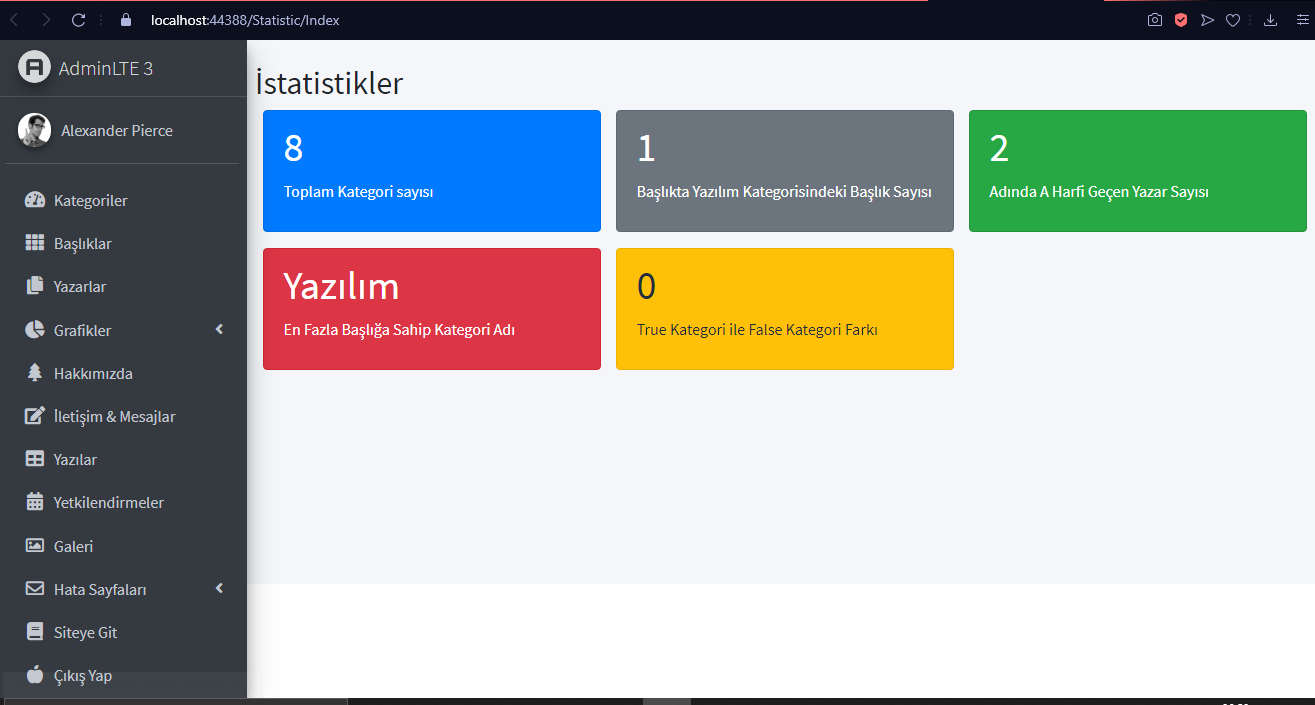 localhost:44388/Statistic/Index
AdminLTE 3
Alexander Pierce
Kategoriler
Başlıklar
Yazarlar
Grafikler
Hakkımızda
İletişim & Mesajlar
Yazılar
Yetkilendirmeler
Galeri
Hata Sayfaları
Siteye Git
Çıkış Yap
İstatistikler
8
Toplam Kategori sayısı
1
Başlıkta Yazılım Kategorisindeki Başlık Sayısı
2
Adında A Harfi Geçen Yazar Sayısı
Yazılım
En Fazla Başlığa Sahip Kategori Adı
0
True Kategori ile False Kategori Farkı